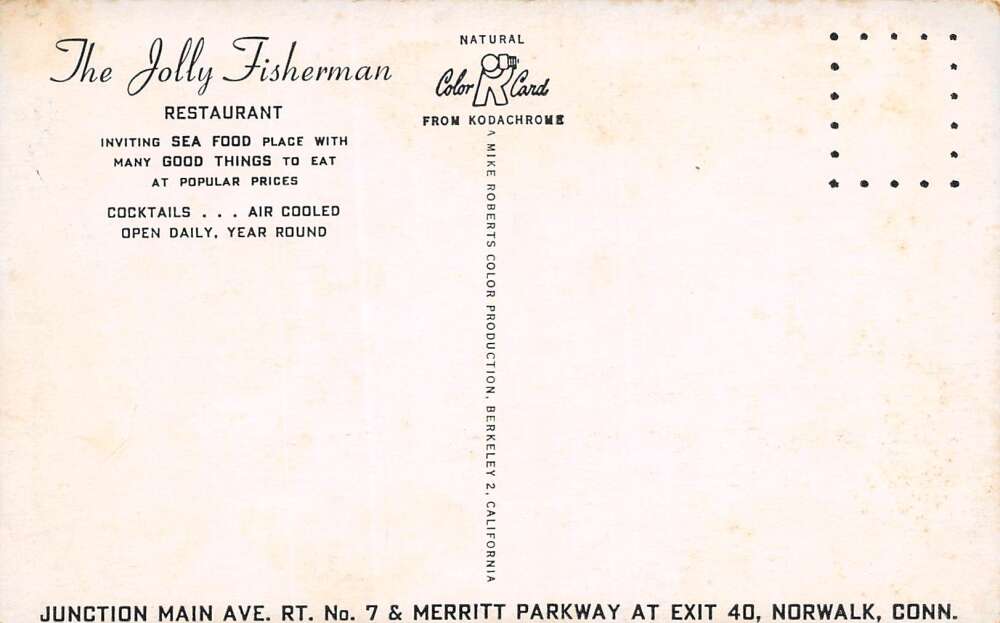 The Jolly Fisherman
RESTAURANT
INVITING SEA FOOD PLACE WITH
MANY GOOD THINGS TO EAT
AT POPULAR PRICES
COCKTAILS . . . AIR COOLED
OPEN DAILY, YEAR ROUND
NATURAL
Color Card
FROM KODACHROME
A MIKE ROBERTS COLOR PRODUCTION, BERKELEY 2, CALIFORNIA
JUNCTION MAIN AVE. RT. No. 7 & MERRITT PARKWAY AT EXIT 40, NORWALK, CONN.